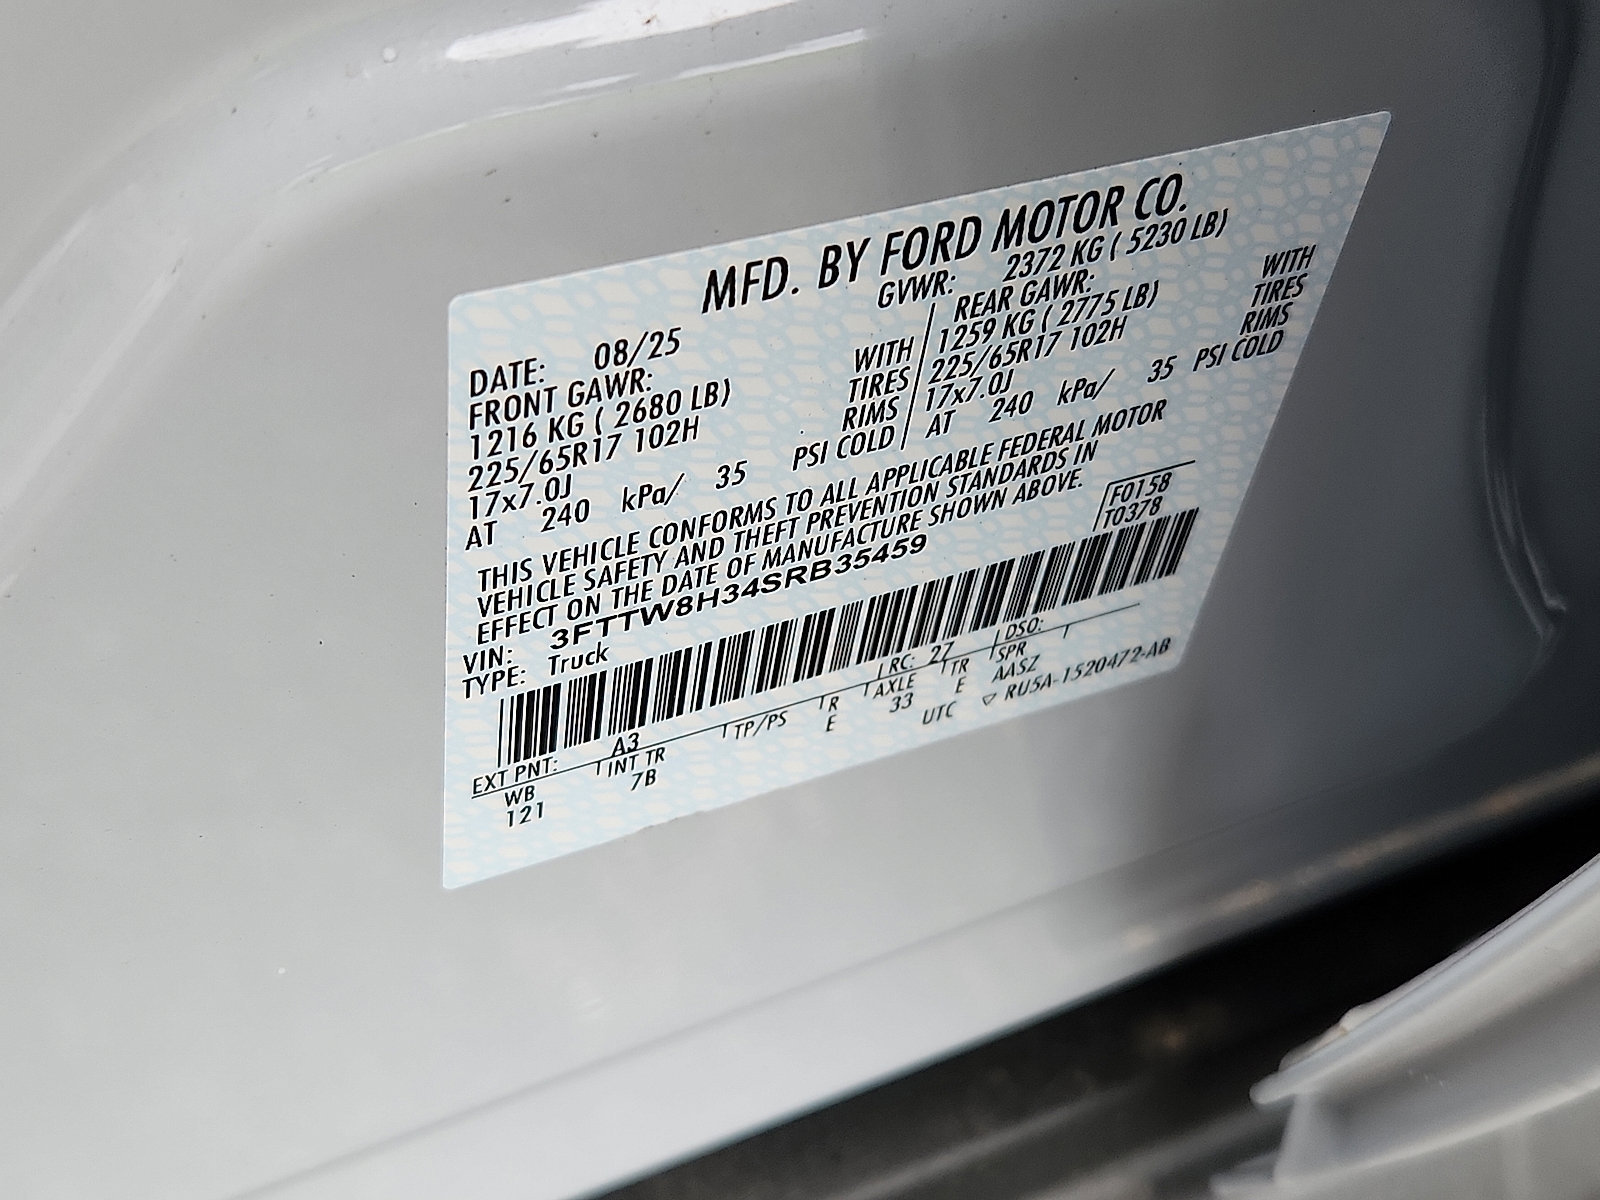 MFD. BY FORD MOTOR CO.
DATE: 08/25 GVWR: 2372 KG ( 5230 LB)
FRONT GAWR: REAR GAWR:
1216 KG ( 2680 LB) WITH 1259 KG ( 2775 LB) WITH
225/65R17 102H TIRES 225/65R17 102H TIRES
17x7.0J RIMS 17x7.0J RIMS
AT 240 kPa/ 35 PSI COLD AT 240 kPa/ 35 PSI COLD
THIS VEHICLE CONFORMS TO ALL APPLICABLE FEDERAL MOTOR
VEHICLE SAFETY AND THEFT PREVENTION STANDARDS IN
EFFECT ON THE DATE OF MANUFACTURE SHOWN ABOVE.
VIN: 3FTTW8H34SRB35459 F0158
TYPE: Truck T0378
EXT PNT: A3 RC: 27 DSO:
WB INT TR TP/PS R AXLE TR SPR
121 7B E 33 E AASZ
UTC ▽ RU5A-1520472-AB